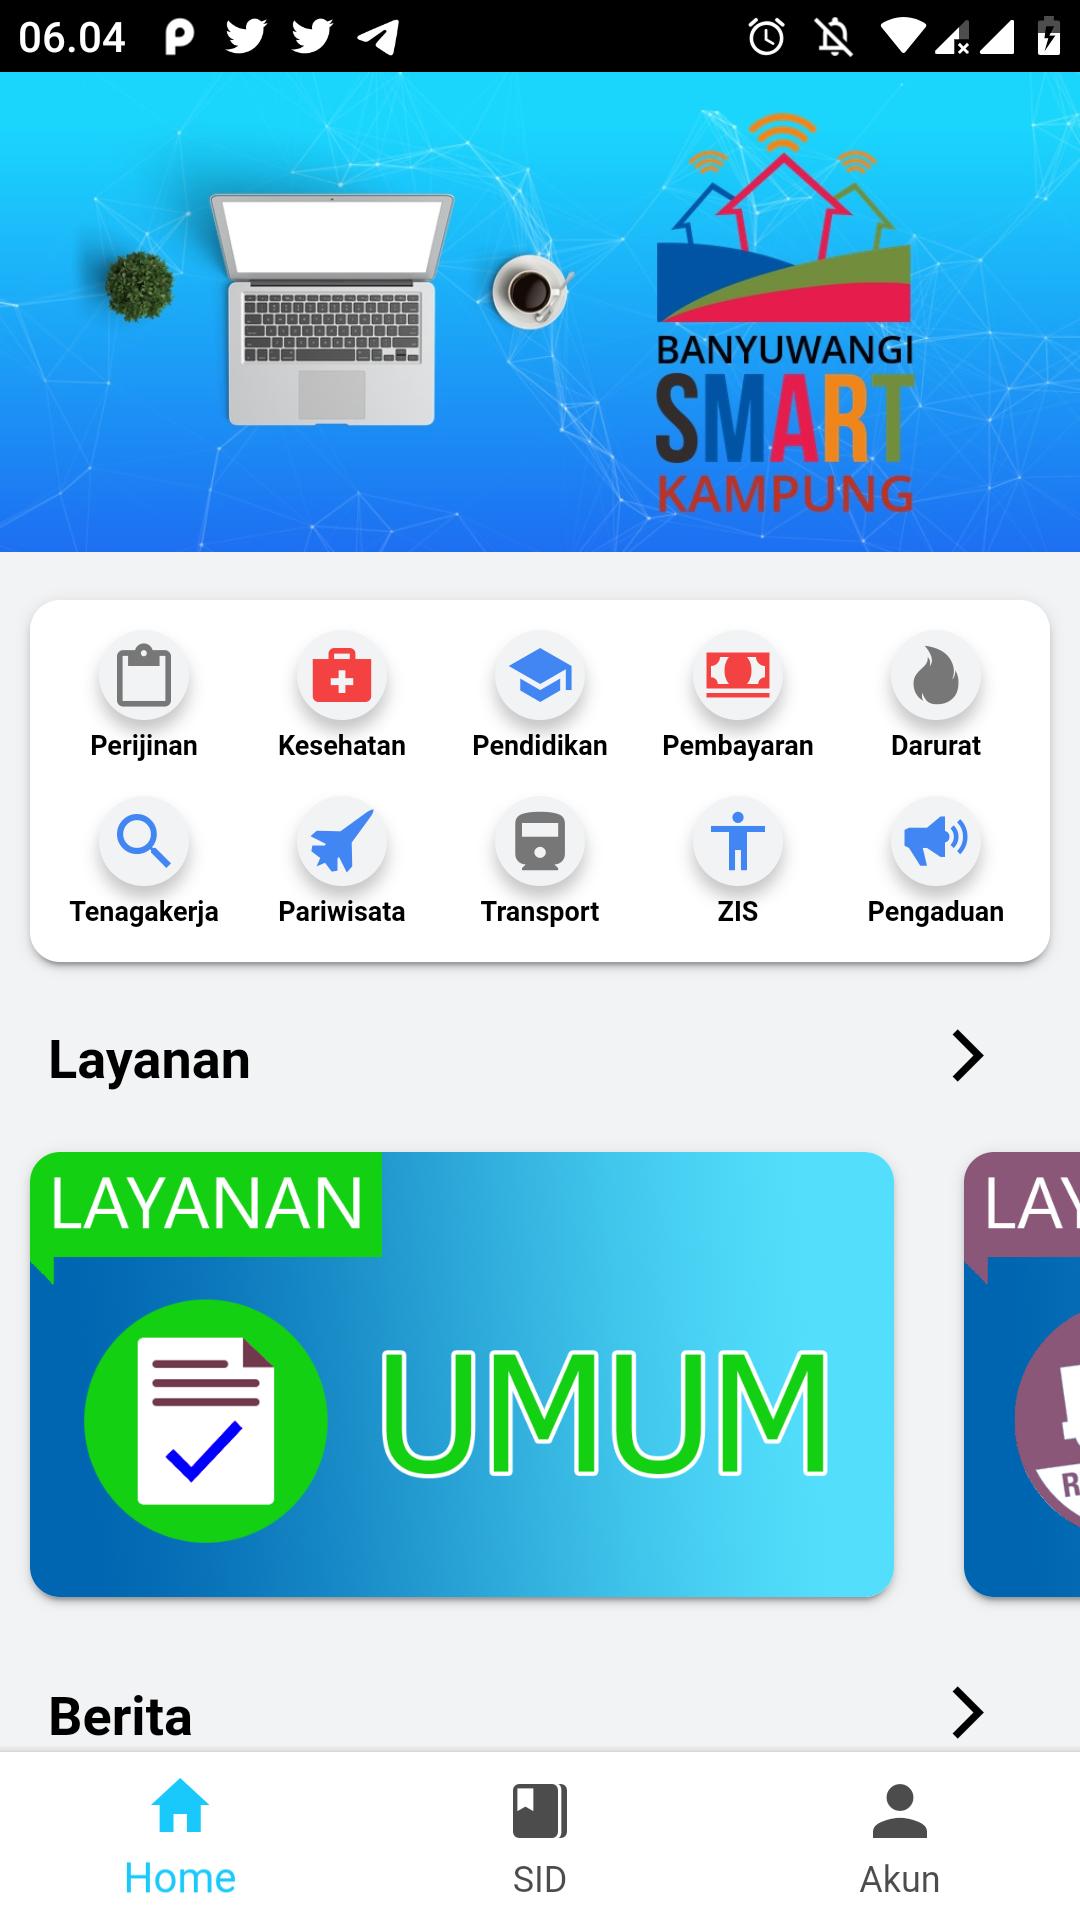 06.04
BANYUWANGI
SMART
KAMPUNG
Perijinan Kesehatan Pendidikan Pembayaran Darurat
Tenagakerja Pariwisata Transport ZIS Pengaduan
Layanan
LAYANAN
UMUM
Berita
Home SID Akun